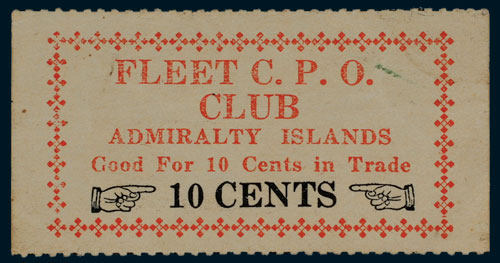 FLEET C. P. O.
CLUB
ADMIRALTY ISLANDS
Good For 10 Cents in Trade
10 CENTS